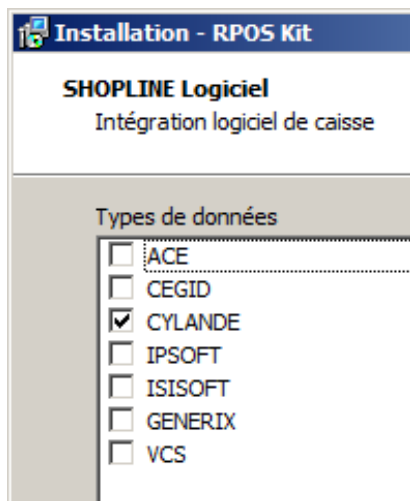 Installation - RPOS Kit
SHOPLINE Logiciel
Intégration logiciel de caisse
Types de données
ACE
CEGID
CYLANDE
IPSOFT
ISISOFT
GENERIX
VCS